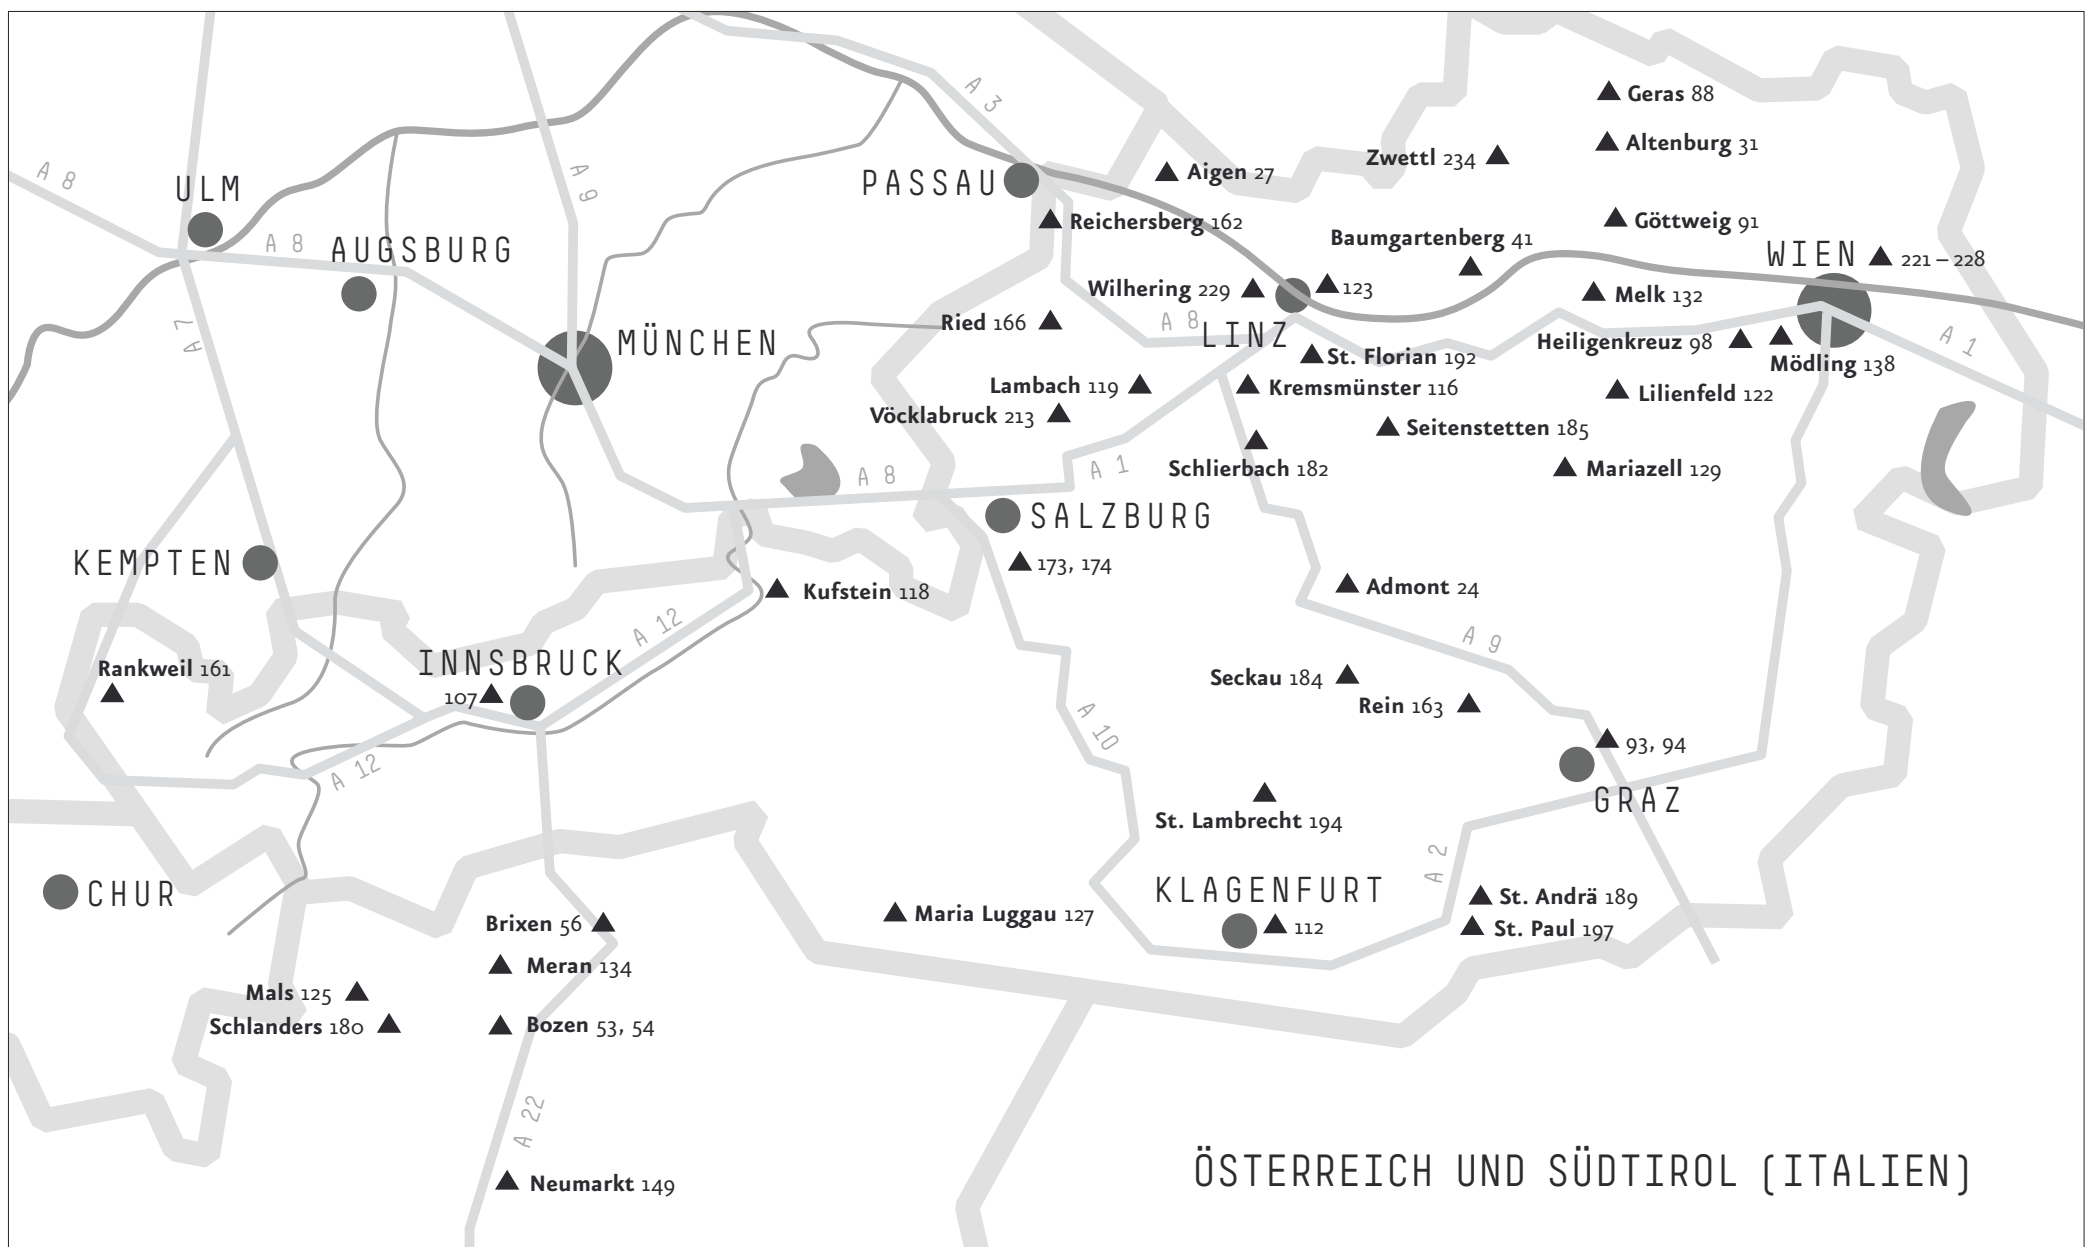 Geras 88
A 3
Altenburg 31
Zwettl 234
Aigen 27
A 8
A 9
ULM
PASSAU
Reichersberg 162
Göttweig 91
Baumgartenberg 41
A 8
AUGSBURG
WIEN
221–228
Wilhering 229
123
Melk 132
Ried 166
A 8
LINZ
A 7
MÜNCHEN
Heiligenkreuz 98
A 1
St. Florian 192
Mödling 138
Lambach 119
Kremsmünster 116
Lilienfeld 122
Vöcklabruck 213
Seitenstetten 185
Schlierbach 182
A 1
Mariazell 129
A 8
SALZBURG
KEMPTEN
173, 174
Kufstein 118
Admont 24
A 12
A 9
Rankweil 161
INNSBRUCK
107
Seckau 184
Rein 163
A 10
93, 94
A 12
GRAZ
St. Lambrecht 194
A 2
CHUR
KLAGENFURT
St. Andrä 189
Brixen 56
Maria Luggau 127
112
St. Paul 197
Meran 134
Mals 125
Schlanders 180
Bozen 53, 54
A 22
Neumarkt 149
ÖSTERREICH UND SÜDTIROL (ITALIEN)